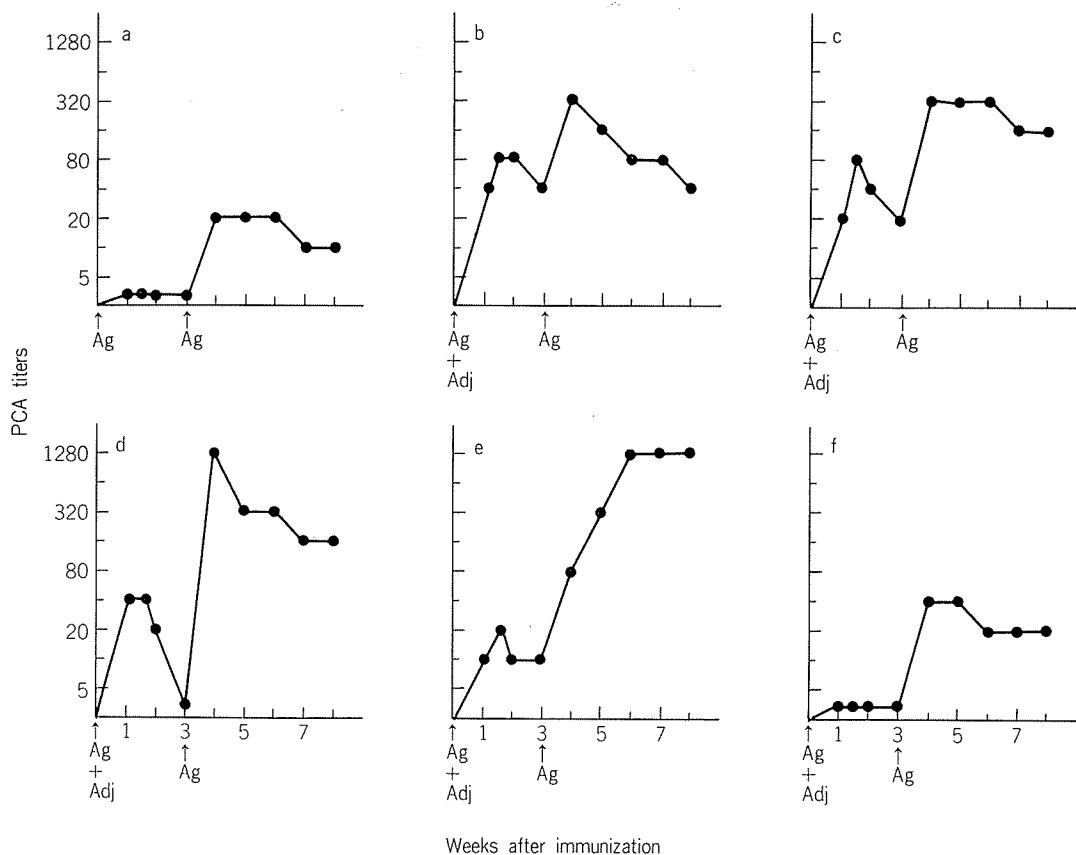 a
1280
320
80
20
5
↑
Ag
↑
Ag
b
↑
Ag
+
Adj
↑
Ag
c
↑
Ag
+
Adj
↑
Ag
PCA titers
d
1280
320
80
20
5
1 3 5 7
↑
Ag
+
Adj
↑
Ag
e
1 3 5 7
↑
Ag
+
Adj
↑
Ag
f
1 3 5 7
↑
Ag
+
Adj
↑
Ag
Weeks after immunization